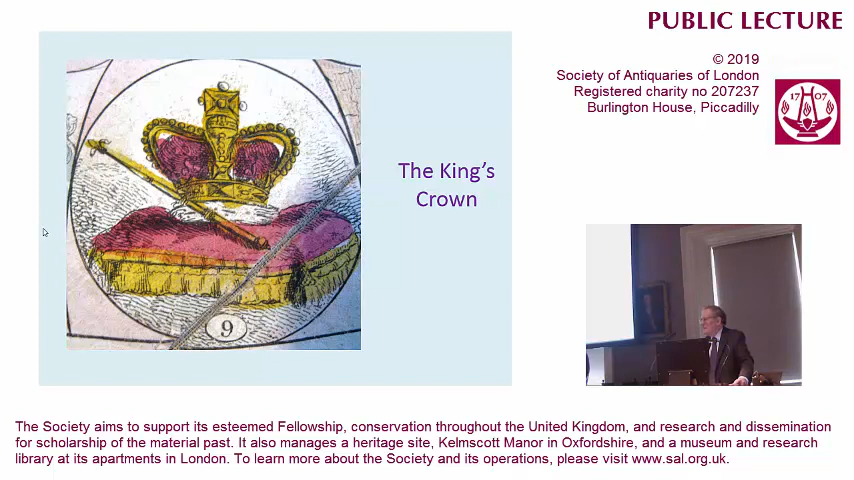 PUBLIC LECTURE
© 2019
Society of Antiquaries of London
Registered charity no 207237
Burlington House, Piccadilly
17 07
The King's
Crown
9
The Society aims to support its esteemed Fellowship, conservation throughout the United Kingdom, and research and dissemination
for scholarship of the material past. It also manages a heritage site, Kelmscott Manor in Oxfordshire, and a museum and research
library at its apartments in London. To learn more about the Society and its operations, please visit www.sal.org.uk.